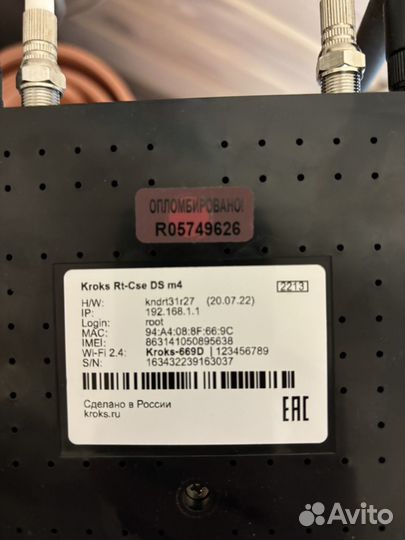 ОПЛОМБИРОВАНО!
R05749626
Kroks Rt-Cse DS m4 2213
H/W: kndrt31r27 (20.07.22)
IP: 192.168.1.1
Login: root
MAC: 94:A4:08:8F:66:9C
IMEI: 863141050895638
Wi-Fi 2.4: Kroks-669D | 123456789
S/N: 163432239163037
Сделано в России
kroks.ru
EAC
Avito